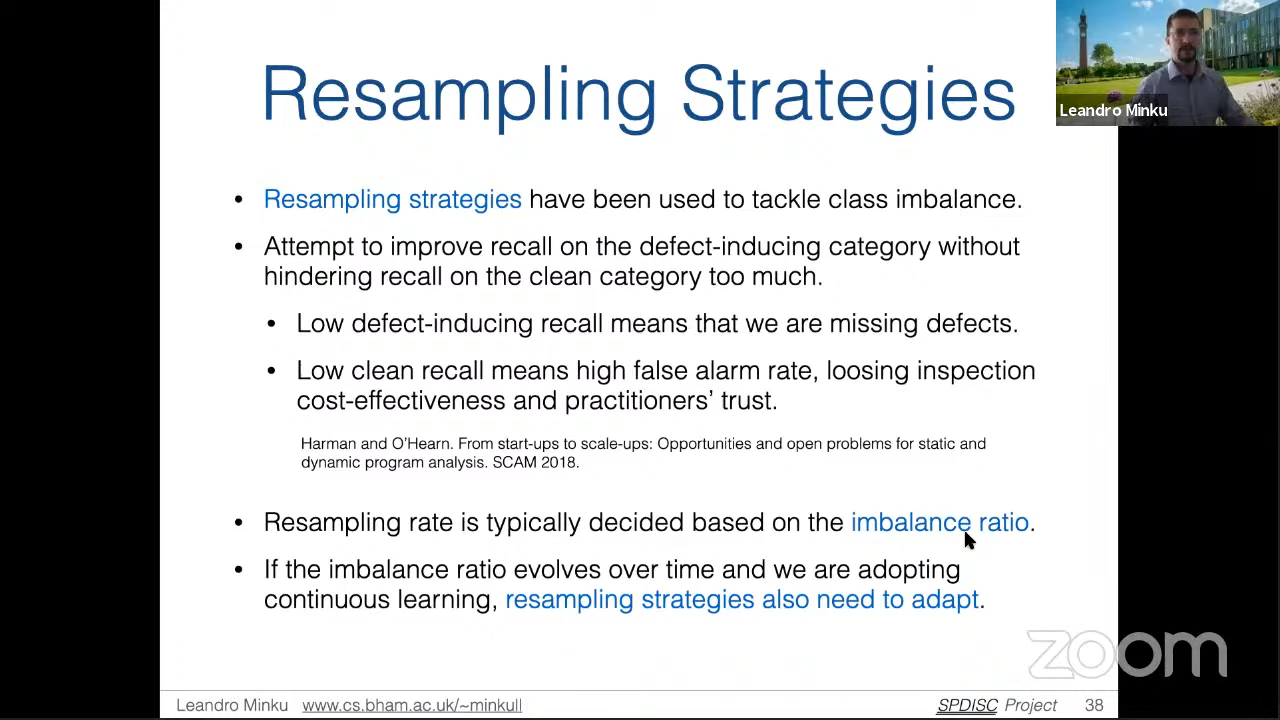 Resampling Strategies
Leandro Minku
• Resampling strategies have been used to tackle class imbalance.
• Attempt to improve recall on the defect-inducing category without
hindering recall on the clean category too much.
• Low defect-inducing recall means that we are missing defects.
• Low clean recall means high false alarm rate, loosing inspection
cost-effectiveness and practitioners’ trust.
Harman and O’Hearn. From start-ups to scale-ups: Opportunities and open problems for static and
dynamic program analysis. SCAM 2018.
• Resampling rate is typically decided based on the imbalance ratio.
• If the imbalance ratio evolves over time and we are adopting
continuous learning, resampling strategies also need to adapt.
zoom
Leandro Minku www.cs.bham.ac.uk/~minkull SPDISC Project 38